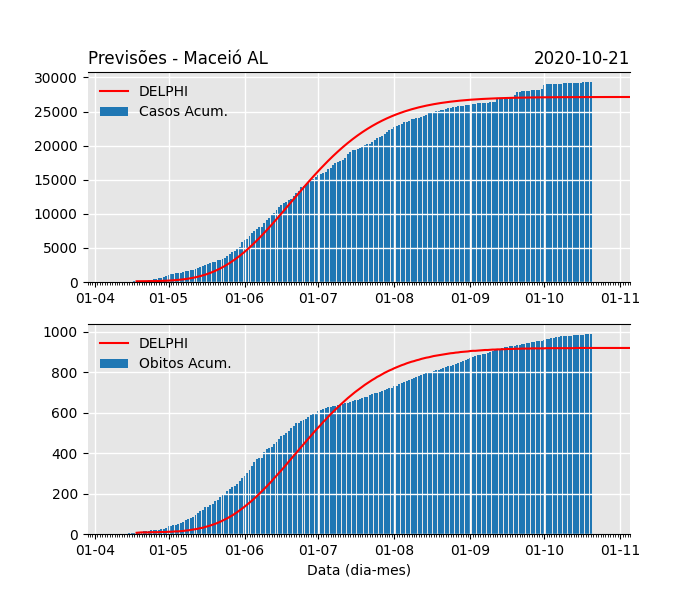 Previsões - Maceió AL 2020-10-21
30000
25000
20000
15000
10000
5000
0
DELPHI
Casos Acum.
01-04 01-05 01-06 01-07 01-08 01-09 01-10 01-11
1000
800
600
400
200
0
DELPHI
Obitos Acum.
01-04 01-05 01-06 01-07 01-08 01-09 01-10 01-11
Data (dia-mes)